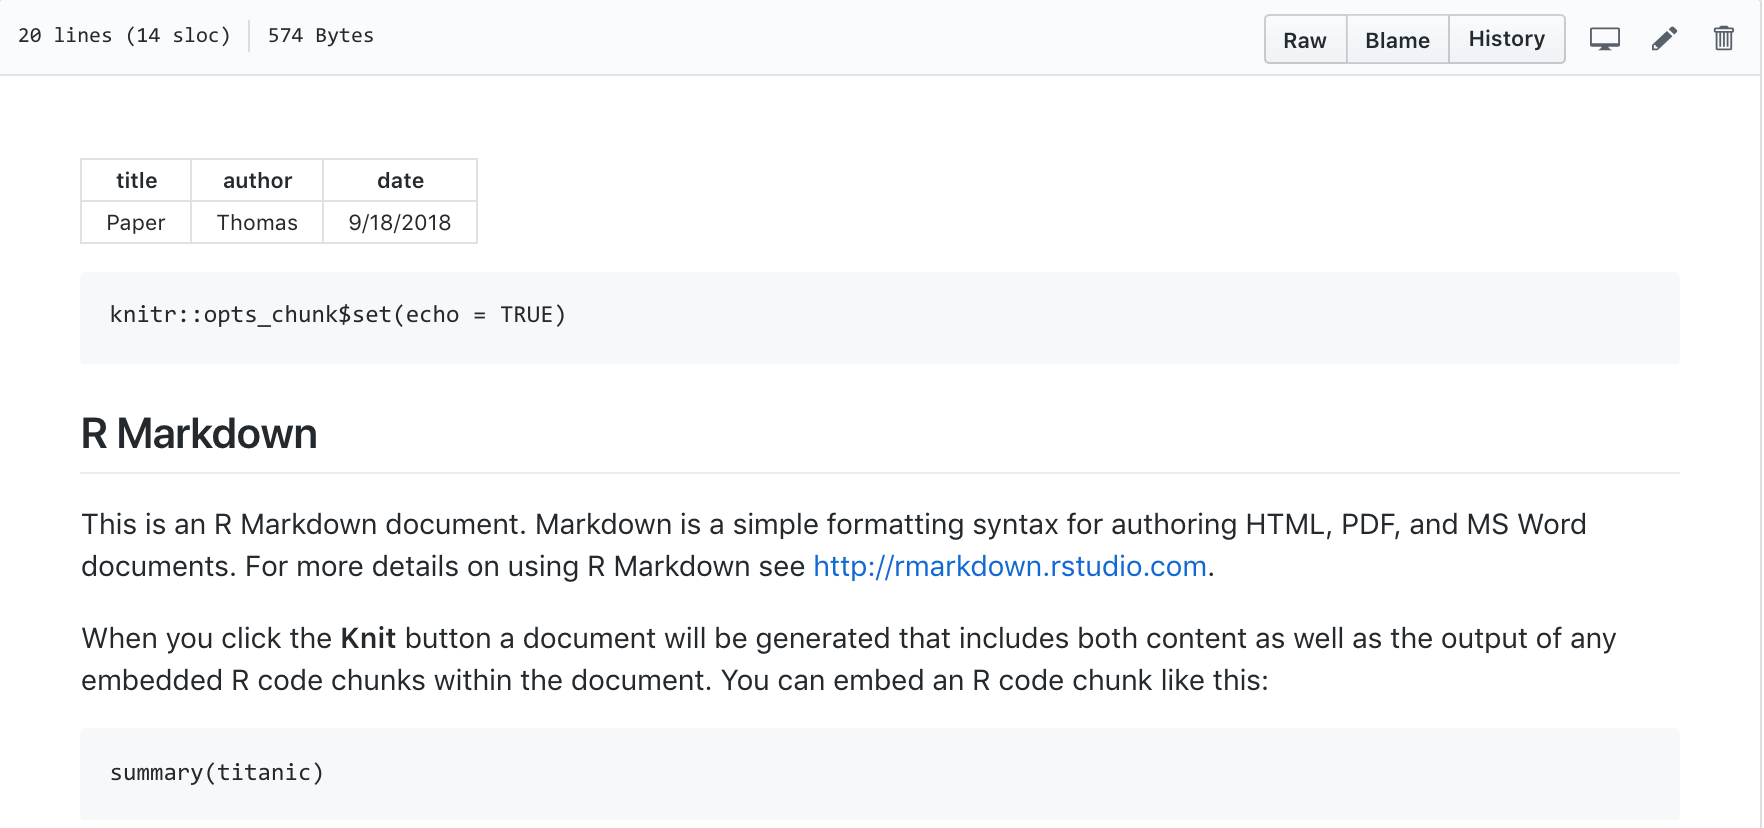 20 lines (14 sloc) 574 Bytes Raw Blame History
title author date
Paper Thomas 9/18/2018
knitr::opts_chunk$set(echo = TRUE)
R Markdown
This is an R Markdown document. Markdown is a simple formatting syntax for authoring HTML, PDF, and MS Word
documents. For more details on using R Markdown see http://rmarkdown.rstudio.com.
When you click the Knit button a document will be generated that includes both content as well as the output of any
embedded R code chunks within the document. You can embed an R code chunk like this:
summary(titanic)